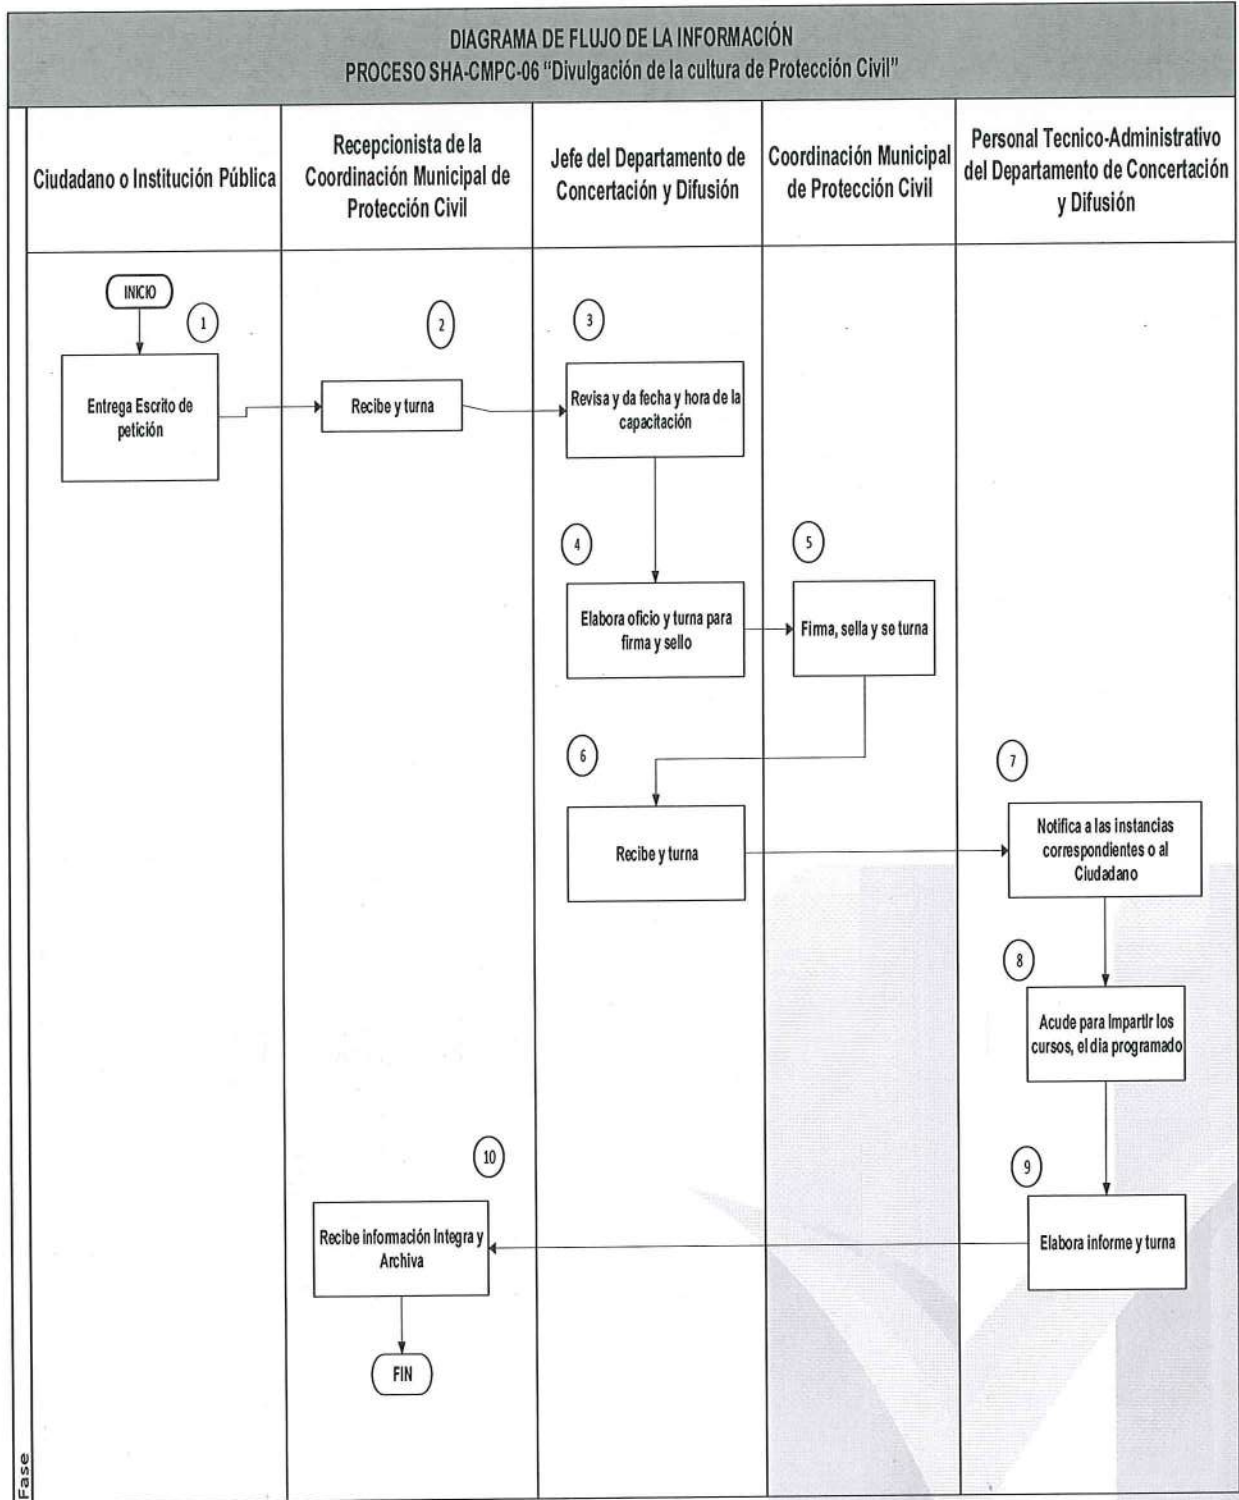 DIAGRAMA DE FLUJO DE LA INFORMACIÓN
PROCESO SHA-CMPC-06 “Divulgación de la cultura de Protección Civil”
Ciudadano o Institución Pública
Recepcionista de la
Coordinación Municipal de
Protección Civil
Jefe del Departamento de
Concertación y Difusión
Coordinación Municipal
de Protección Civil
Personal Tecnico-Administrativo
del Departamento de Concertación
y Difusión
INICIO
1
Entrega Escrito de
petición
2
Recibe y turna
3
Revisa y da fecha y hora de la
capacitación
4
Elabora oficio y turna para
firma y sello
5
Firma, sella y se turna
6
Recibe y turna
7
Notifica a las instancias
correspondientes o al
Ciudadano
8
Acude para Impartir los
cursos, el dia programado
9
Elabora informe y turna
10
Recibe información Integra y
Archiva
FIN
Fase